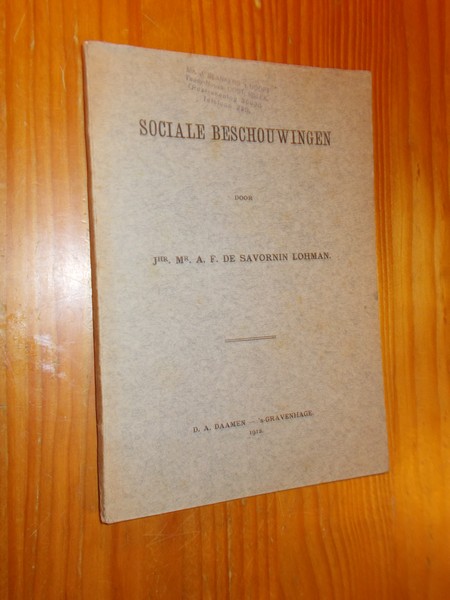 SOCIALE BESCHOUWINGEN
DOOR
Jhr. Mr. A. F. DE SAVORNIN LOHMAN.
D. A. DAAMEN — 's-GRAVENHAGE.
1912.